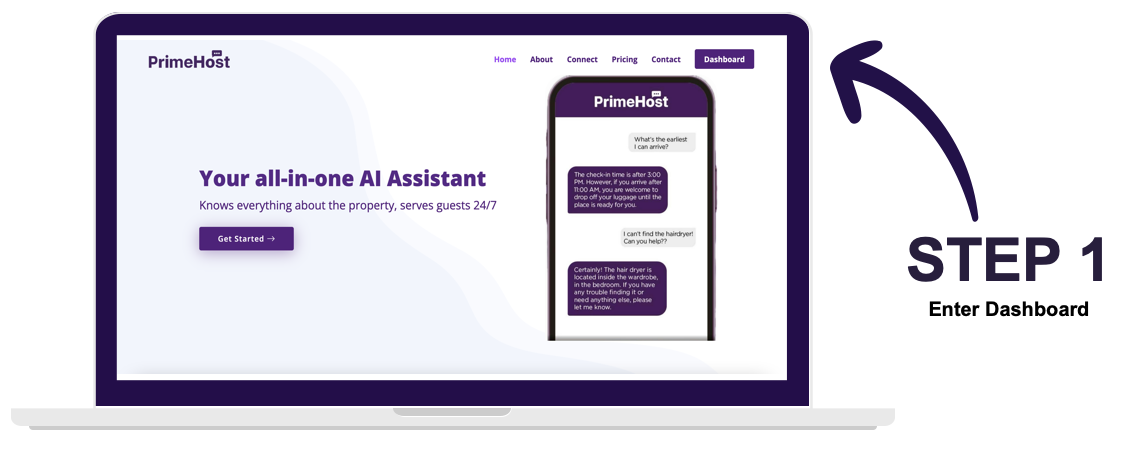 PrimeHost
Home About Connect Pricing Contact Dashboard
Your all-in-one AI Assistant
Knows everything about the property, serves guests 24/7
Get Started →
PrimeHost
What's the earliest
I can arrive?
The check-in time is after 3:00
PM. However, if you arrive after
11:00 AM, you are welcome to
drop off your luggage until the
place is ready for you.
I can't find the hairdryer!
Can you help??
Certainly! The hair dryer is
located inside the wardrobe,
in the bedroom. If you have
any trouble finding it or
need anything else, please
let me know.
STEP 1
Enter Dashboard